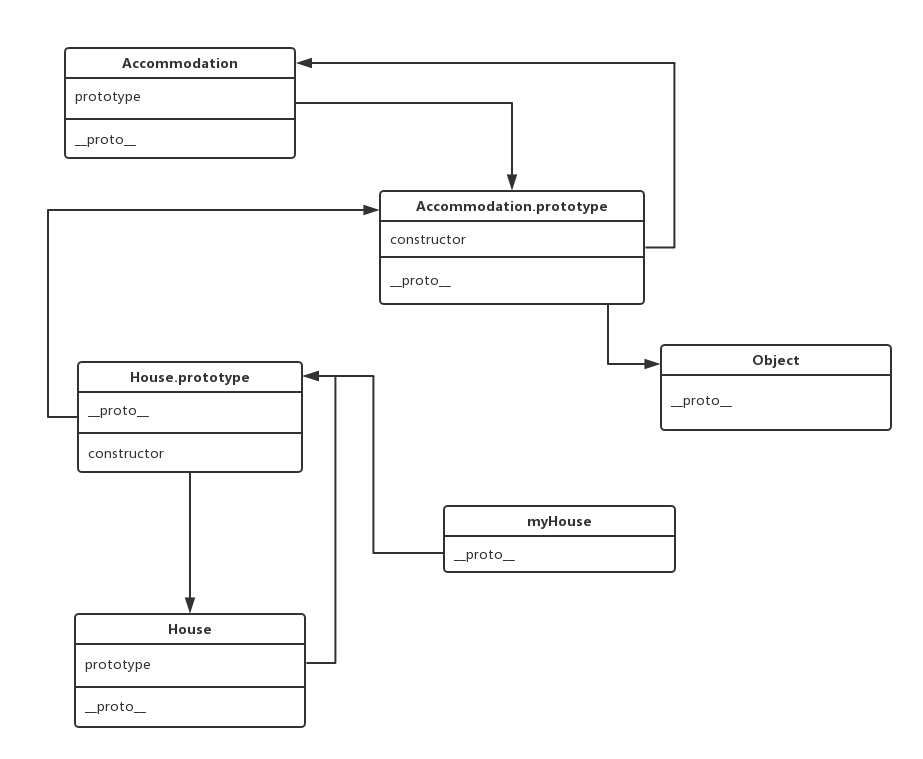 Accommodation
prototype
__proto__
Accommodation.prototype
constructor
__proto__
Object
__proto__
House.prototype
__proto__
constructor
myHouse
__proto__
House
prototype
__proto__